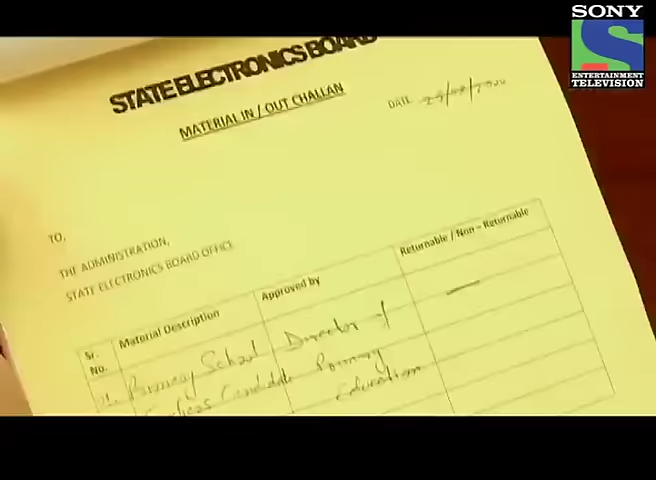 SONY
ENTERTAINMENT
TELEVISION
STATE ELECTRONICS BOARD
MATERIAL IN / OUT CHALLAN
DATE
TO,
THE ADMINISTRATION,
STATE ELECTRONICS BOARD OFFICE
Sr. No. Material Description Approved by Returnable / Non - Returnable
Primary School Director of
Candidate Primary
Education